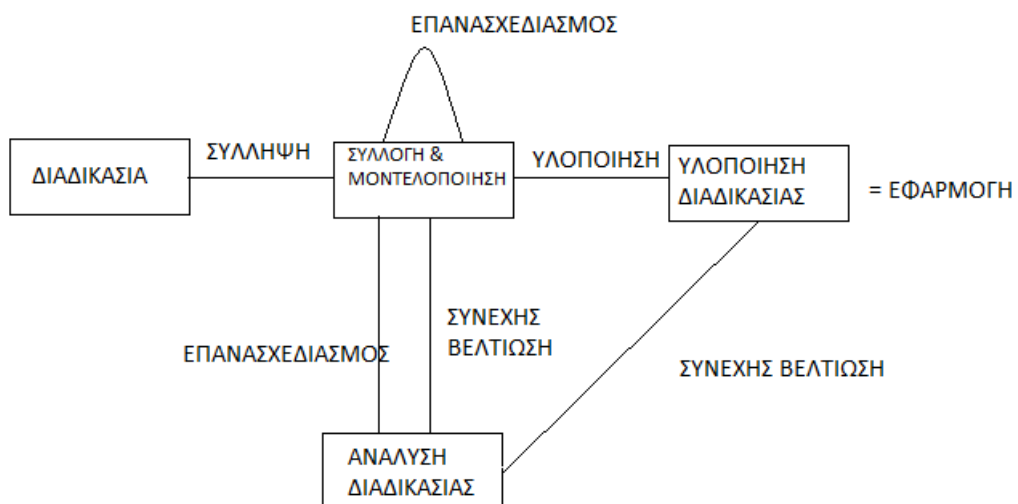 ΕΠΑΝΑΣΧΕΔΙΑΣΜΟΣ
ΔΙΑΔΙΚΑΣΙΑ
ΣΥΛΛΗΨΗ
ΣΥΛΛΟΓΗ &
ΜΟΝΤΕΛΟΠΟΙΗΣΗ
ΥΛΟΠΟΙΗΣΗ
ΥΛΟΠΟΙΗΣΗ
ΔΙΑΔΙΚΑΣΙΑΣ
= ΕΦΑΡΜΟΓΗ
ΕΠΑΝΑΣΧΕΔΙΑΣΜΟΣ
ΣΥΝΕΧΗΣ
ΒΕΛΤΙΩΣΗ
ΣΥΝΕΧΗΣ ΒΕΛΤΙΩΣΗ
ΑΝΑΛΥΣΗ
ΔΙΑΔΙΚΑΣΙΑΣ